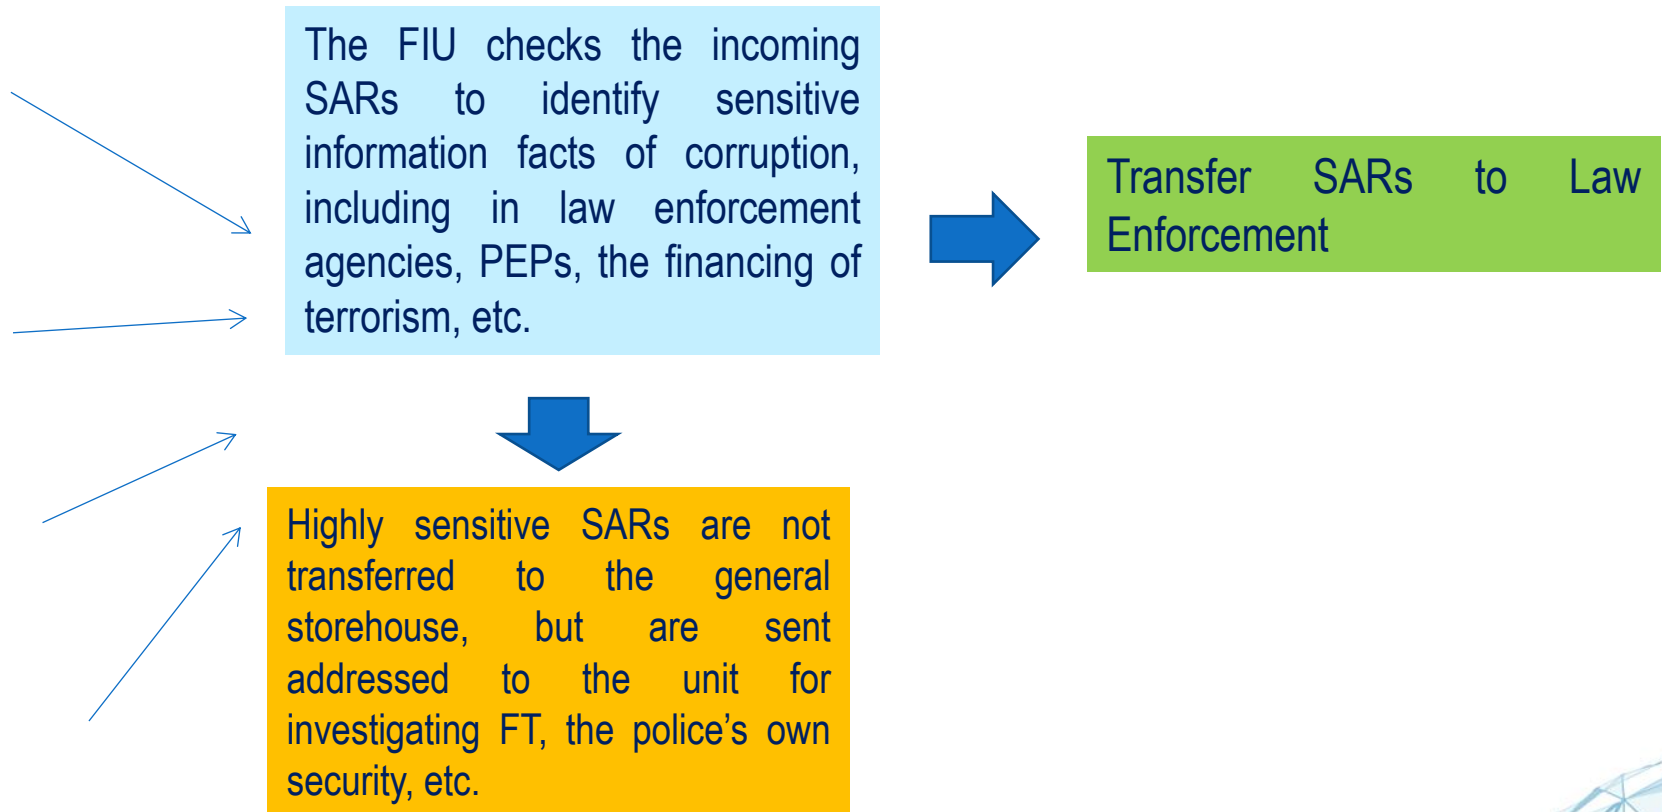 The FIU checks the incoming
SARs to identify sensitive
information facts of corruption,
including in law enforcement
agencies, PEPs, the financing of
terrorism, etc.
Transfer SARs to Law
Enforcement
Highly sensitive SARs are not
transferred to the general
storehouse, but are sent
addressed to the unit for
investigating FT, the police’s own
security, etc.